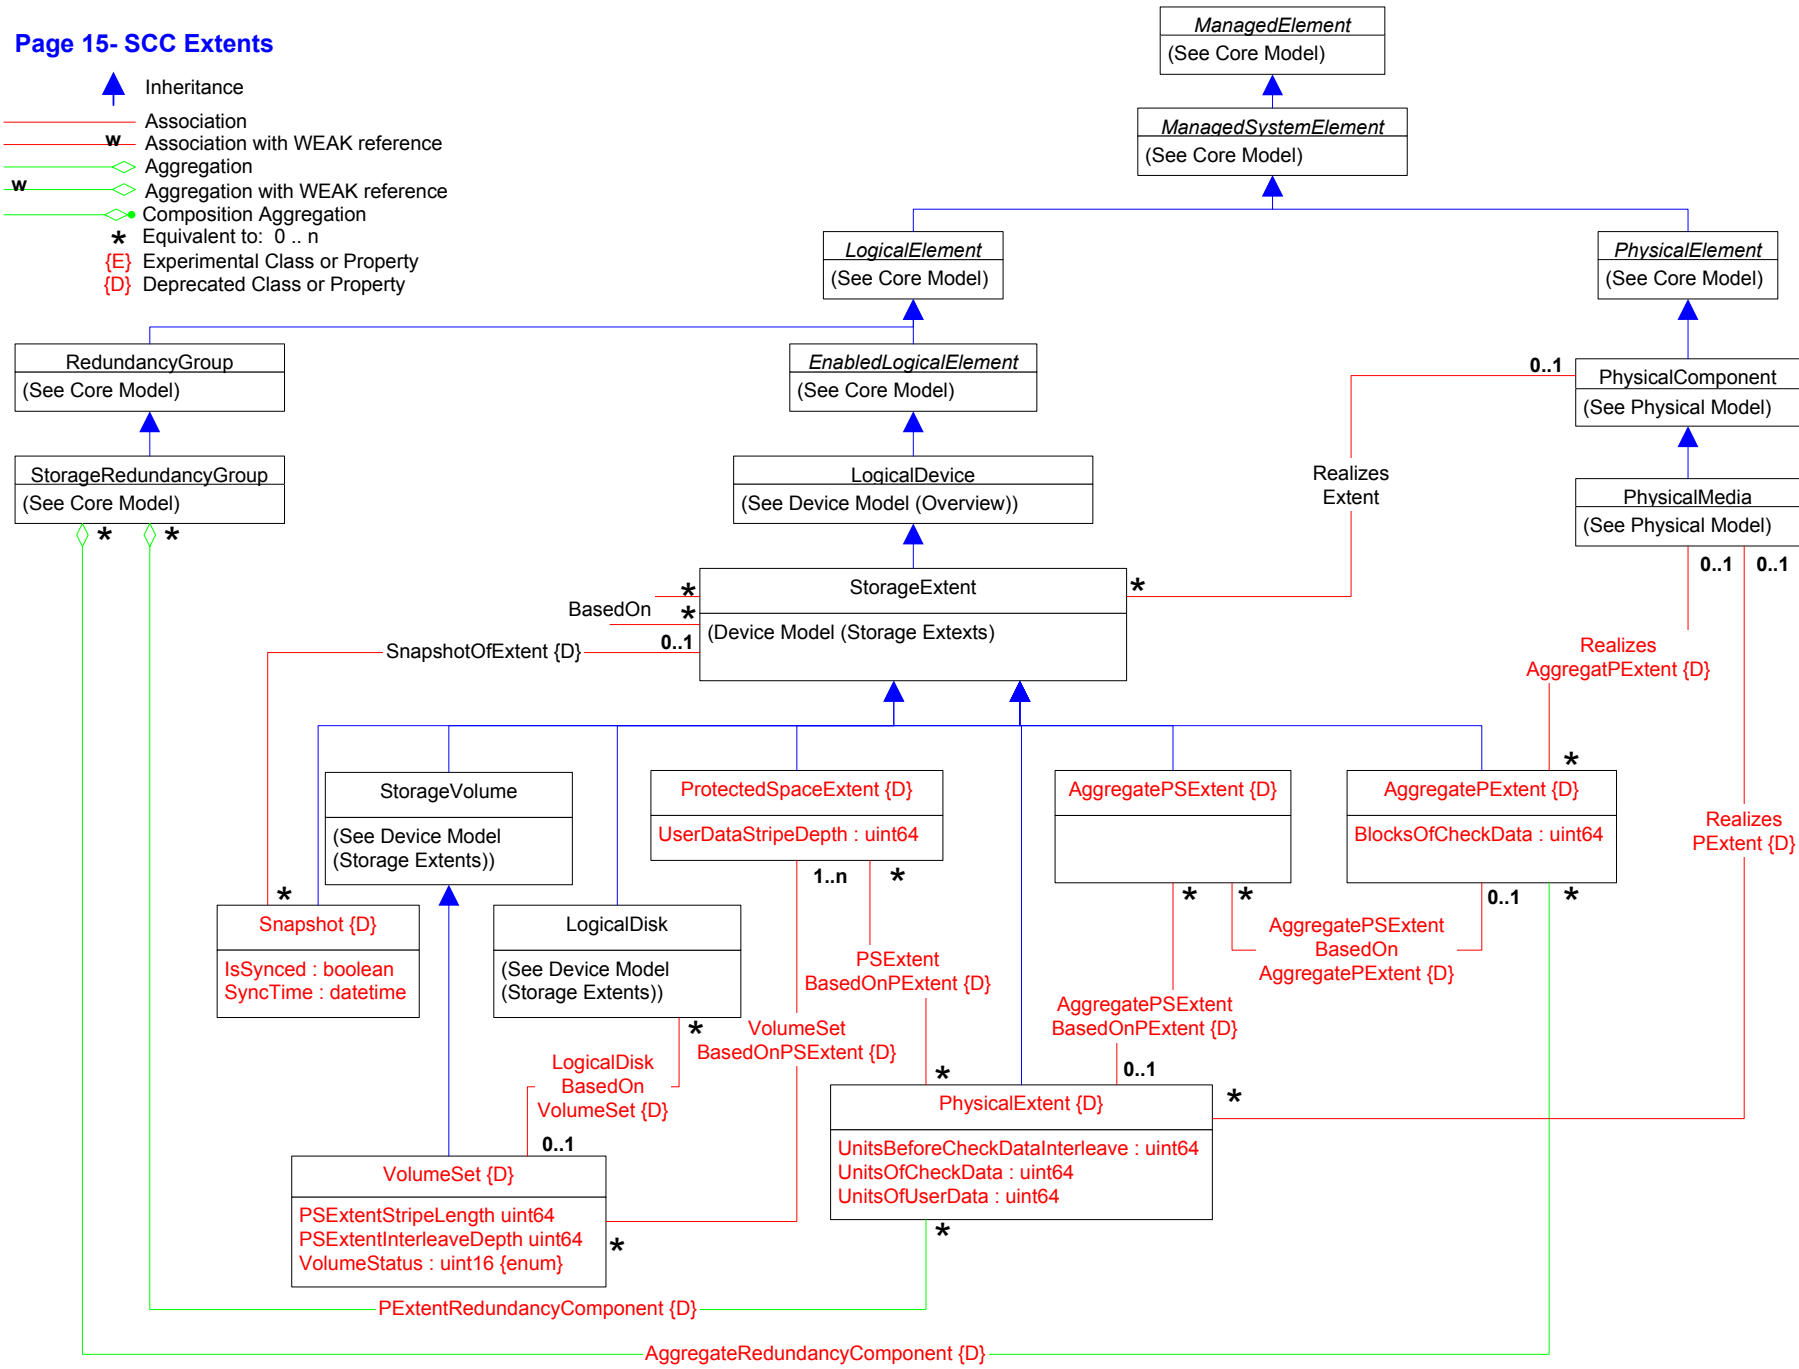 Page 15- SCC Extents
Inheritance
Association
w
Association with WEAK reference
Aggregation
w
Aggregation with WEAK reference
Composition Aggregation
* Equivalent to: 0 .. n
{E} Experimental Class or Property
{D} Deprecated Class or Property
ManagedElement
(See Core Model)
ManagedSystemElement
(See Core Model)
LogicalElement
(See Core Model)
PhysicalElement
(See Core Model)
RedundancyGroup
(See Core Model)
EnabledLogicalElement
(See Core Model)
0..1
PhysicalComponent
(See Physical Model)
StorageRedundancyGroup
(See Core Model)
* *
LogicalDevice
(See Device Model (Overview))
Realizes
Extent
PhysicalMedia
(See Physical Model)
0..1 0..1
StorageExtent
(Device Model (Storage Extexts)
*
BasedOn
*
*
0..1
SnapshotOfExtent {D}
Realizes
AggregatPExtent {D}
*
StorageVolume
(See Device Model
(Storage Extents))
ProtectedSpaceExtent {D}
UserDataStripeDepth : uint64
1..n *
AggregatePSExtent {D}
* *
AggregatePExtent {D}
BlocksOfCheckData : uint64
0..1 *
Realizes
PExtent {D}
*
Snapshot {D}
IsSynced : boolean
SyncTime : datetime
LogicalDisk
(See Device Model
(Storage Extents))
*
PSExtent
BasedOnPExtent {D}
AggregatePSExtent
BasedOn
AggregatePExtent {D}
AggregatePSExtent
BasedOnPExtent {D}
VolumeSet
BasedOnPSExtent {D}
LogicalDisk
BasedOn
VolumeSet {D}
0..1
*
0..1
*
PhysicalExtent {D}
UnitsBeforeCheckDataInterleave : uint64
UnitsOfCheckData : uint64
UnitsOfUserData : uint64
*
VolumeSet {D}
PSExtentStripeLength uint64
PSExtentInterleaveDepth uint64
VolumeStatus : uint16 {enum}
*
PExtentRedundancyComponent {D}
AggregateRedundancyComponent {D}